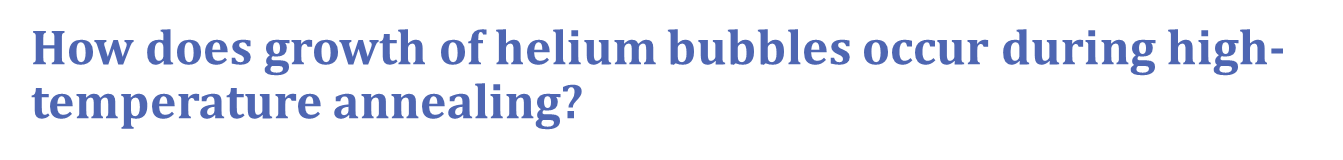 How does growth of helium bubbles occur during high-
temperature annealing?